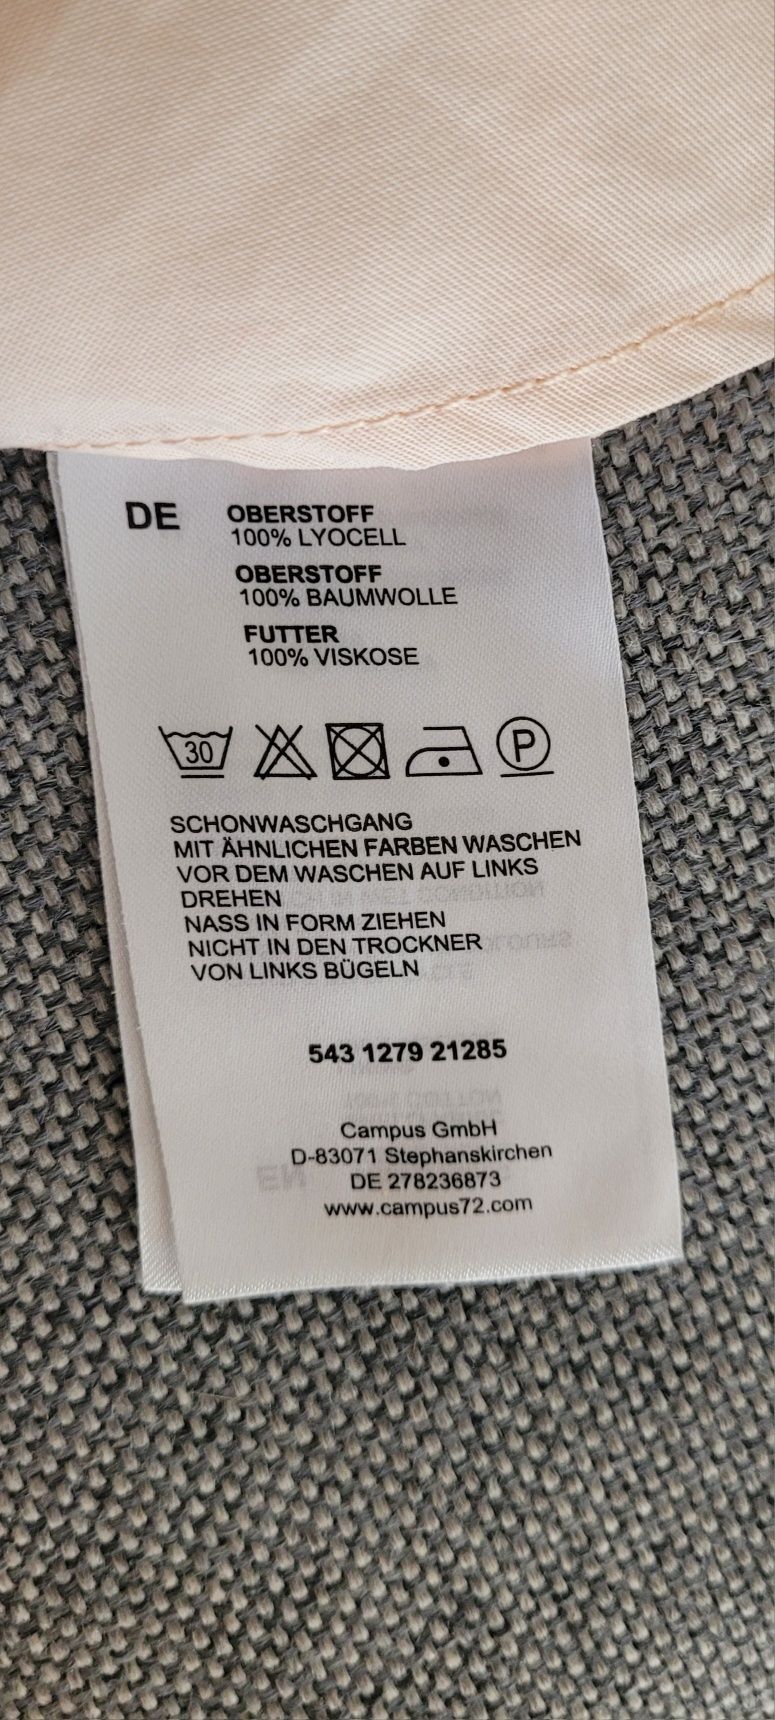 DE OBERSTOFF
100% LYOCELL
OBERSTOFF
100% BAUMWOLLE
FUTTER
100% VISKOSE
30 P
SCHONWASCHGANG
MIT ÄHNLICHEN FARBEN WASCHEN
VOR DEM WASCHEN AUF LINKS
DREHEN
NASS IN FORM ZIEHEN
NICHT IN DEN TROCKNER
VON LINKS BÜGELN
543 1279 21285
Campus GmbH
D-83071 Stephanskirchen
DE 278236873
www.campus72.com